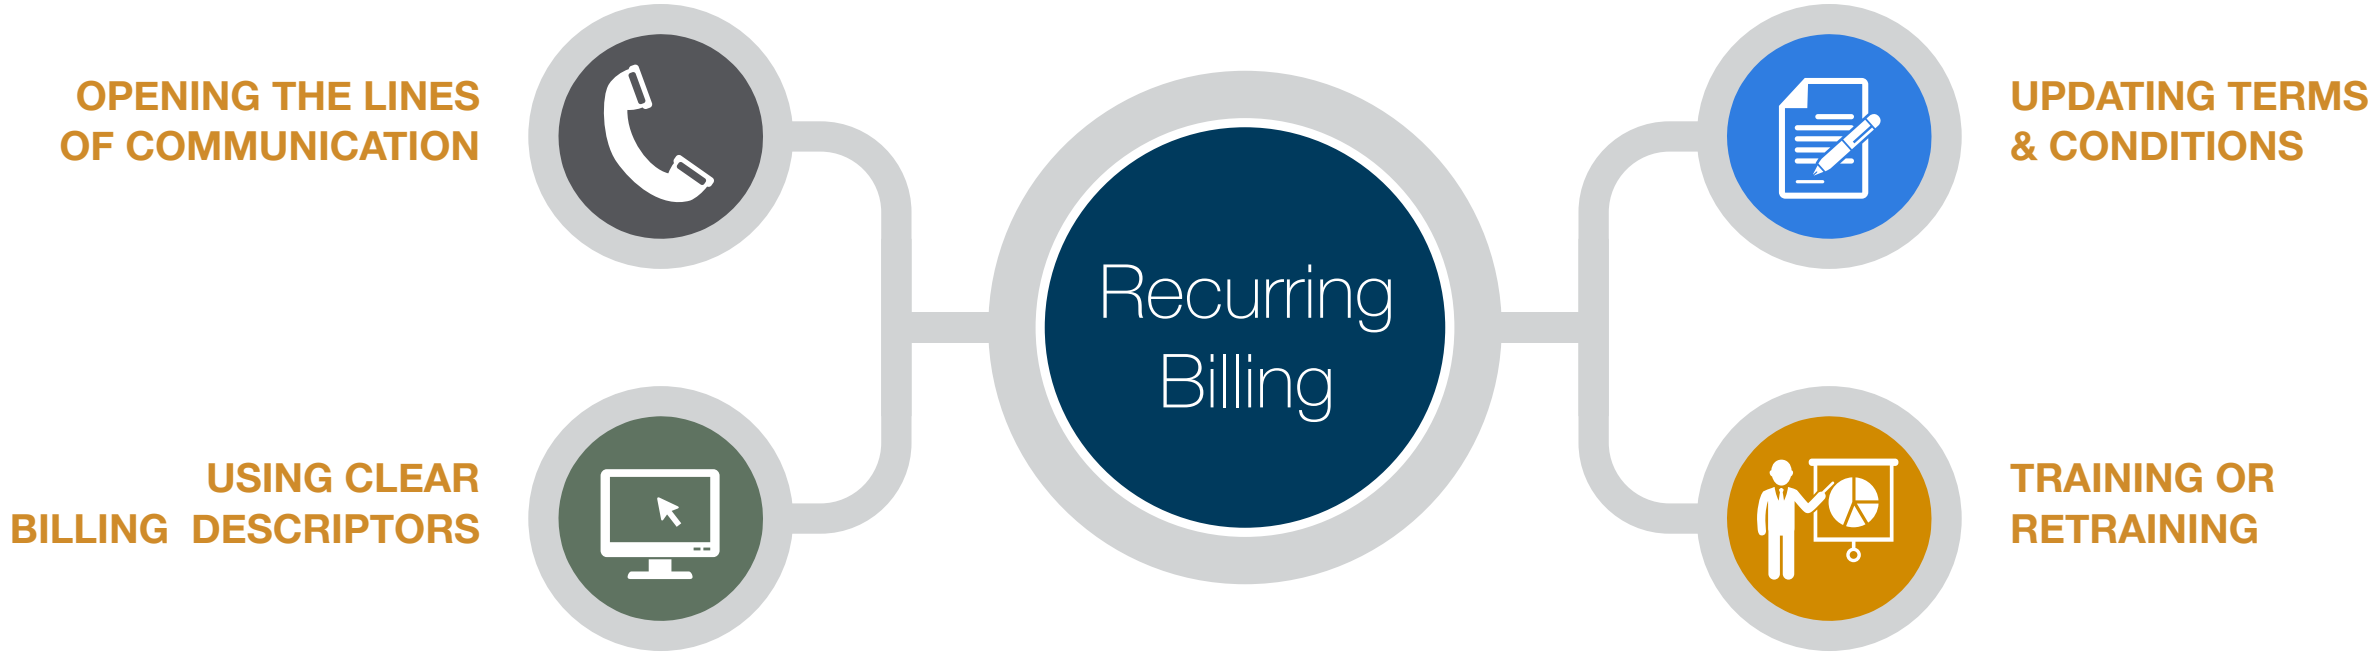 OPENING THE LINES
OF COMMUNICATION
USING CLEAR
BILLING  DESCRIPTORS
Recurring
Billing
UPDATING TERMS
& CONDITIONS
TRAINING OR
RETRAINING